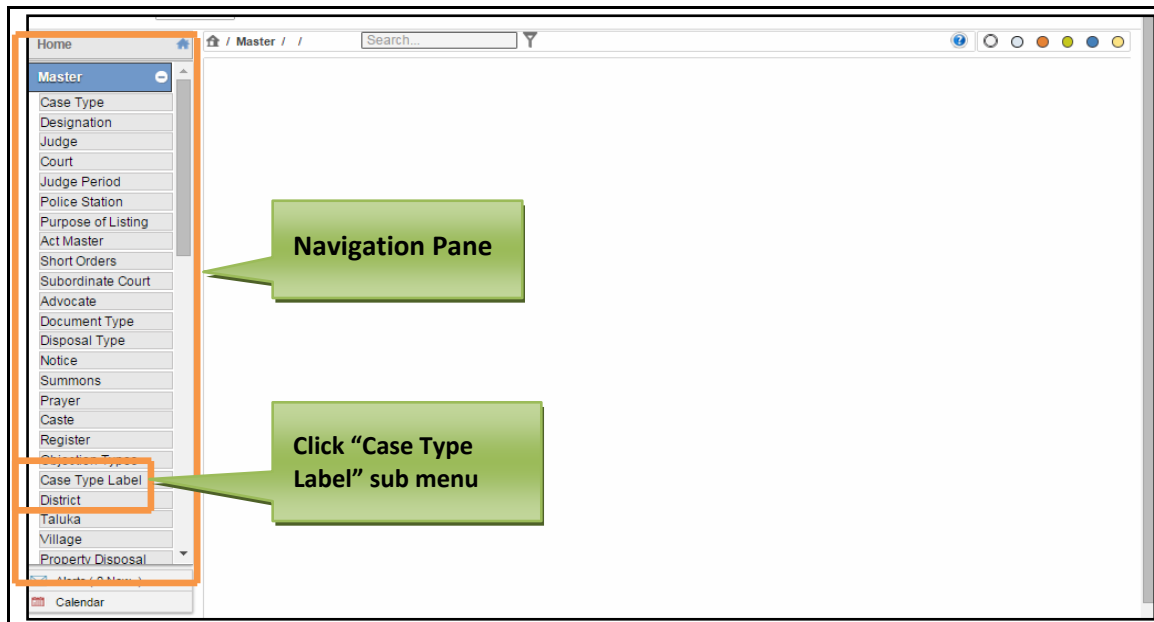 Home
/ Master / /
Search...
Master
Case Type
Designation
Judge
Court
Judge Period
Police Station
Purpose of Listing
Act Master
Short Orders
Subordinate Court
Advocate
Document Type
Disposal Type
Notice
Summons
Prayer
Caste
Register
Objection Types
Case Type Label
District
Taluka
Village
Property Disposal
Calendar
Navigation Pane
Click “Case Type
Label” sub menu